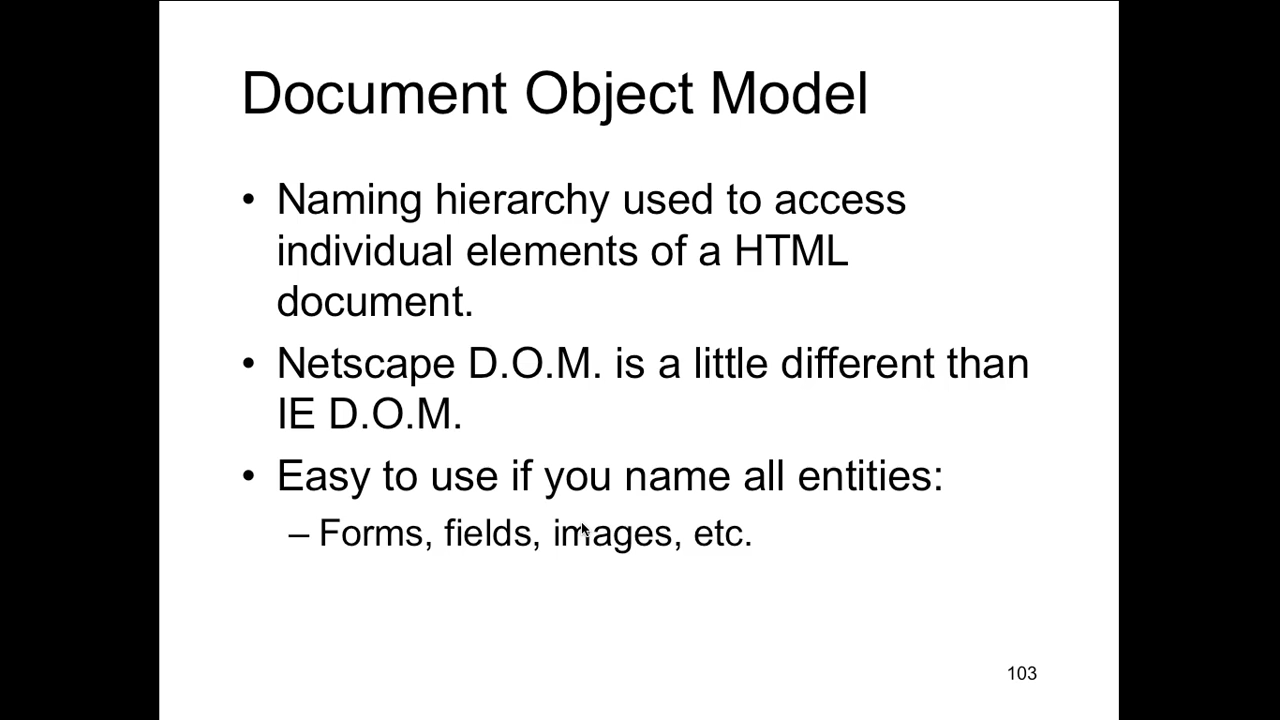 Document Object Model
• Naming hierarchy used to access
individual elements of a HTML
document.
• Netscape D.O.M. is a little different than
IE D.O.M.
• Easy to use if you name all entities:
– Forms, fields, images, etc.
103